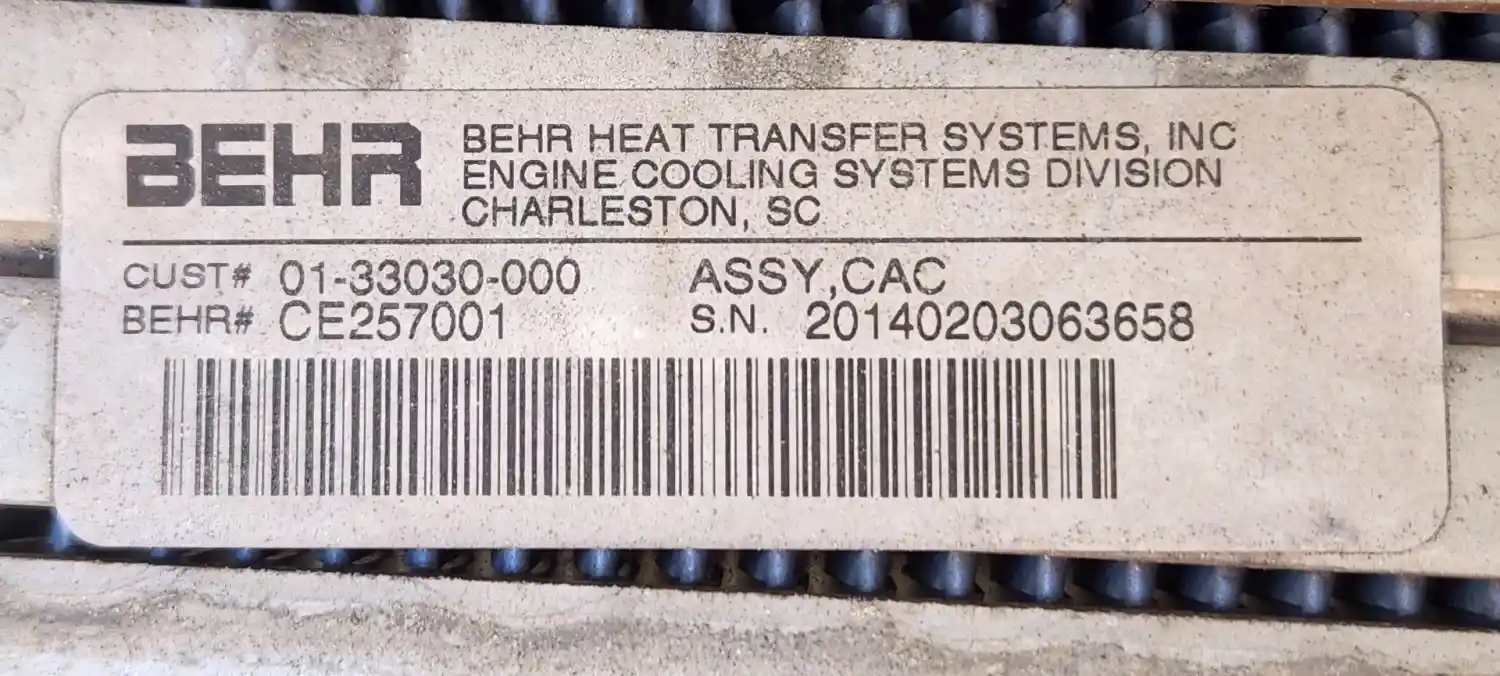 BEHR
BEHR HEAT TRANSFER SYSTEMS, INC
ENGINE COOLING SYSTEMS DIVISION
CHARLESTON, SC
CUST# 01-33030-000 ASSY,CAC
BEHR# CE257001 S.N. 20140203063658